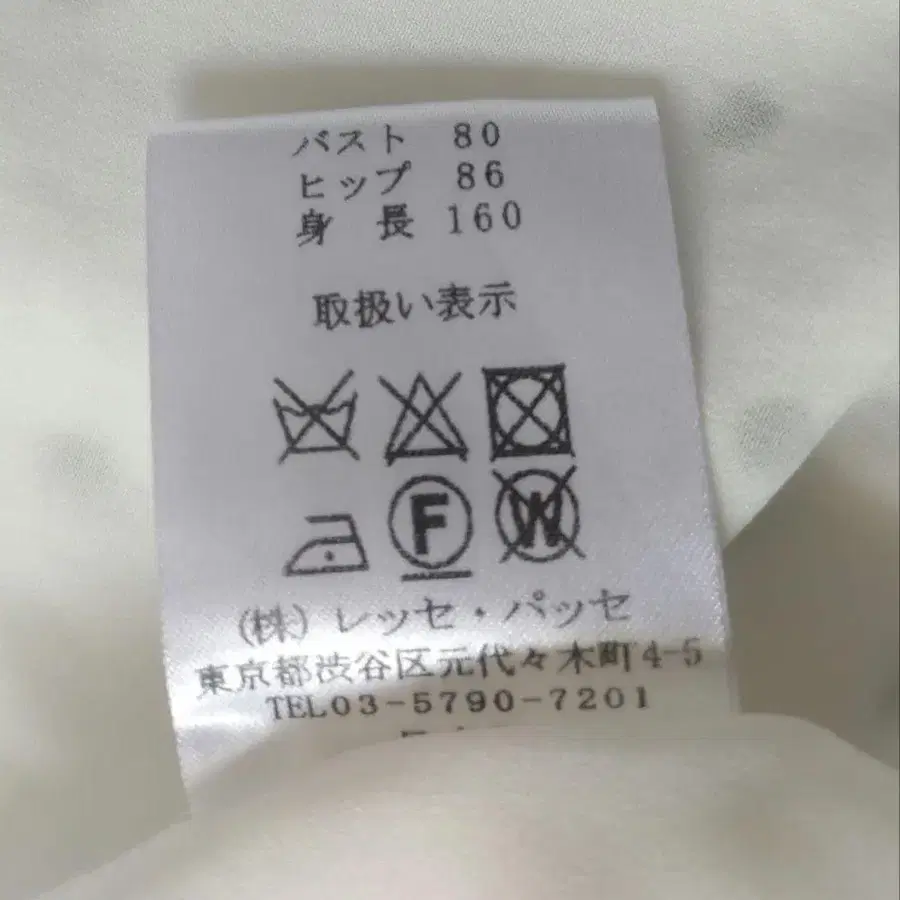 バスト 80
ヒップ 86
身 長 160
取扱い表示
F W
(株) レッセ・パッセ
東京都渋谷区元代々木町4-5
TEL03-5790-7201